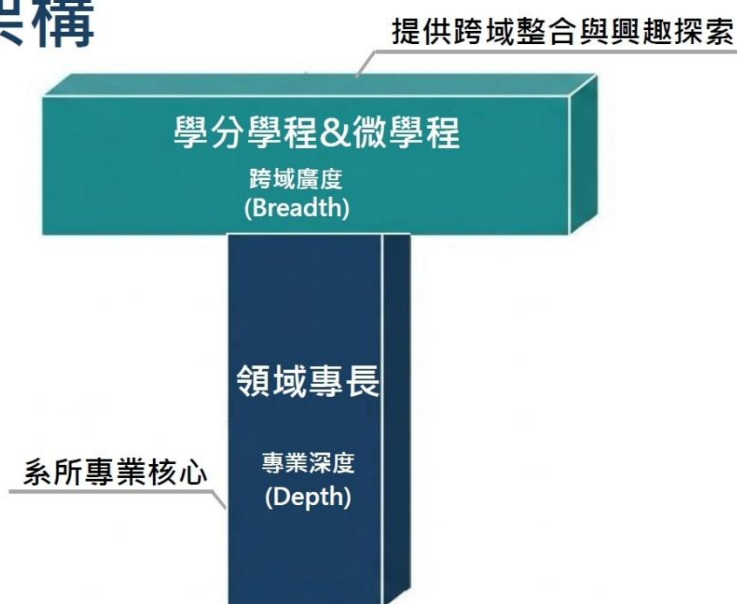 架構
提供跨域整合與興趣探索
學分學程&微學程
跨域廣度
(Breadth)
領域專長
專業深度
(Depth)
系所專業核心